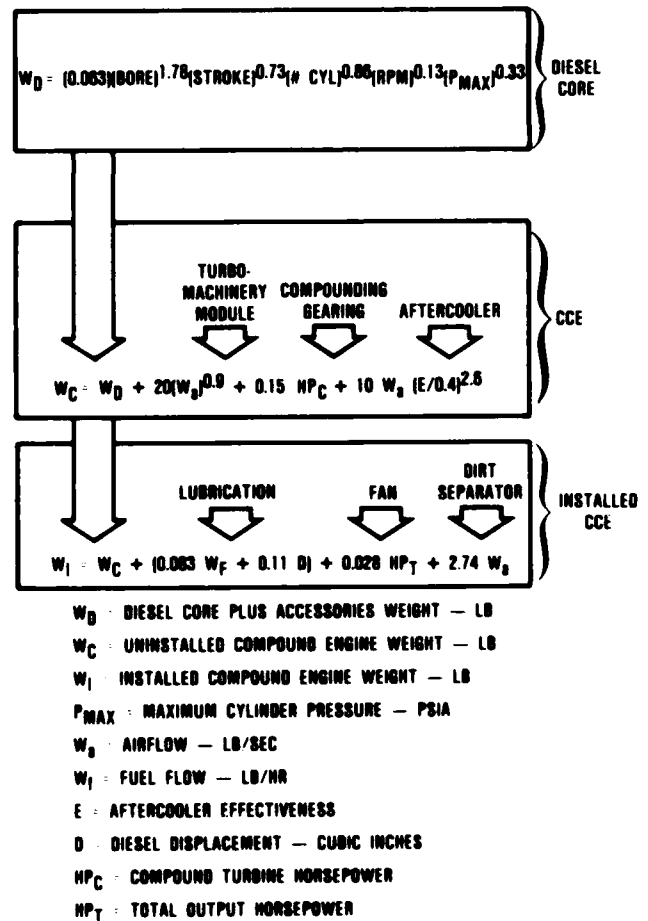 W_D = (0.063)(BORE)^1.78(STROKE)^0.73(# CYL)^0.86(RPM)^0.13(P_MAX)^0.33
DIESEL
CORE
TURBO-
MACHINERY
MODULE
COMPOUNDING
GEARING
AFTERCOOLER
CCE
W_C = W_D + 20(W_a)^0.9 + 0.15 HP_C + 10 W_a (E/0.4)^2.6
LUBRICATION
FAN
DIRT
SEPARATOR
INSTALLED
CCE
W_I = W_C + (0.063 W_F + 0.11 D) + 0.028 HP_T + 2.74 W_a
W_D = DIESEL CORE PLUS ACCESSORIES WEIGHT — LB
W_C = UNINSTALLED COMPOUND ENGINE WEIGHT — LB
W_I = INSTALLED COMPOUND ENGINE WEIGHT — LB
P_MAX = MAXIMUM CYLINDER PRESSURE — PSIA
W_a = AIRFLOW — LB/SEC
W_f = FUEL FLOW — LB/HR
E = AFTERCOOLER EFFECTIVENESS
D = DIESEL DISPLACEMENT — CUBIC INCHES
HP_C = COMPOUND TURBINE HORSEPOWER
HP_T = TOTAL OUTPUT HORSEPOWER